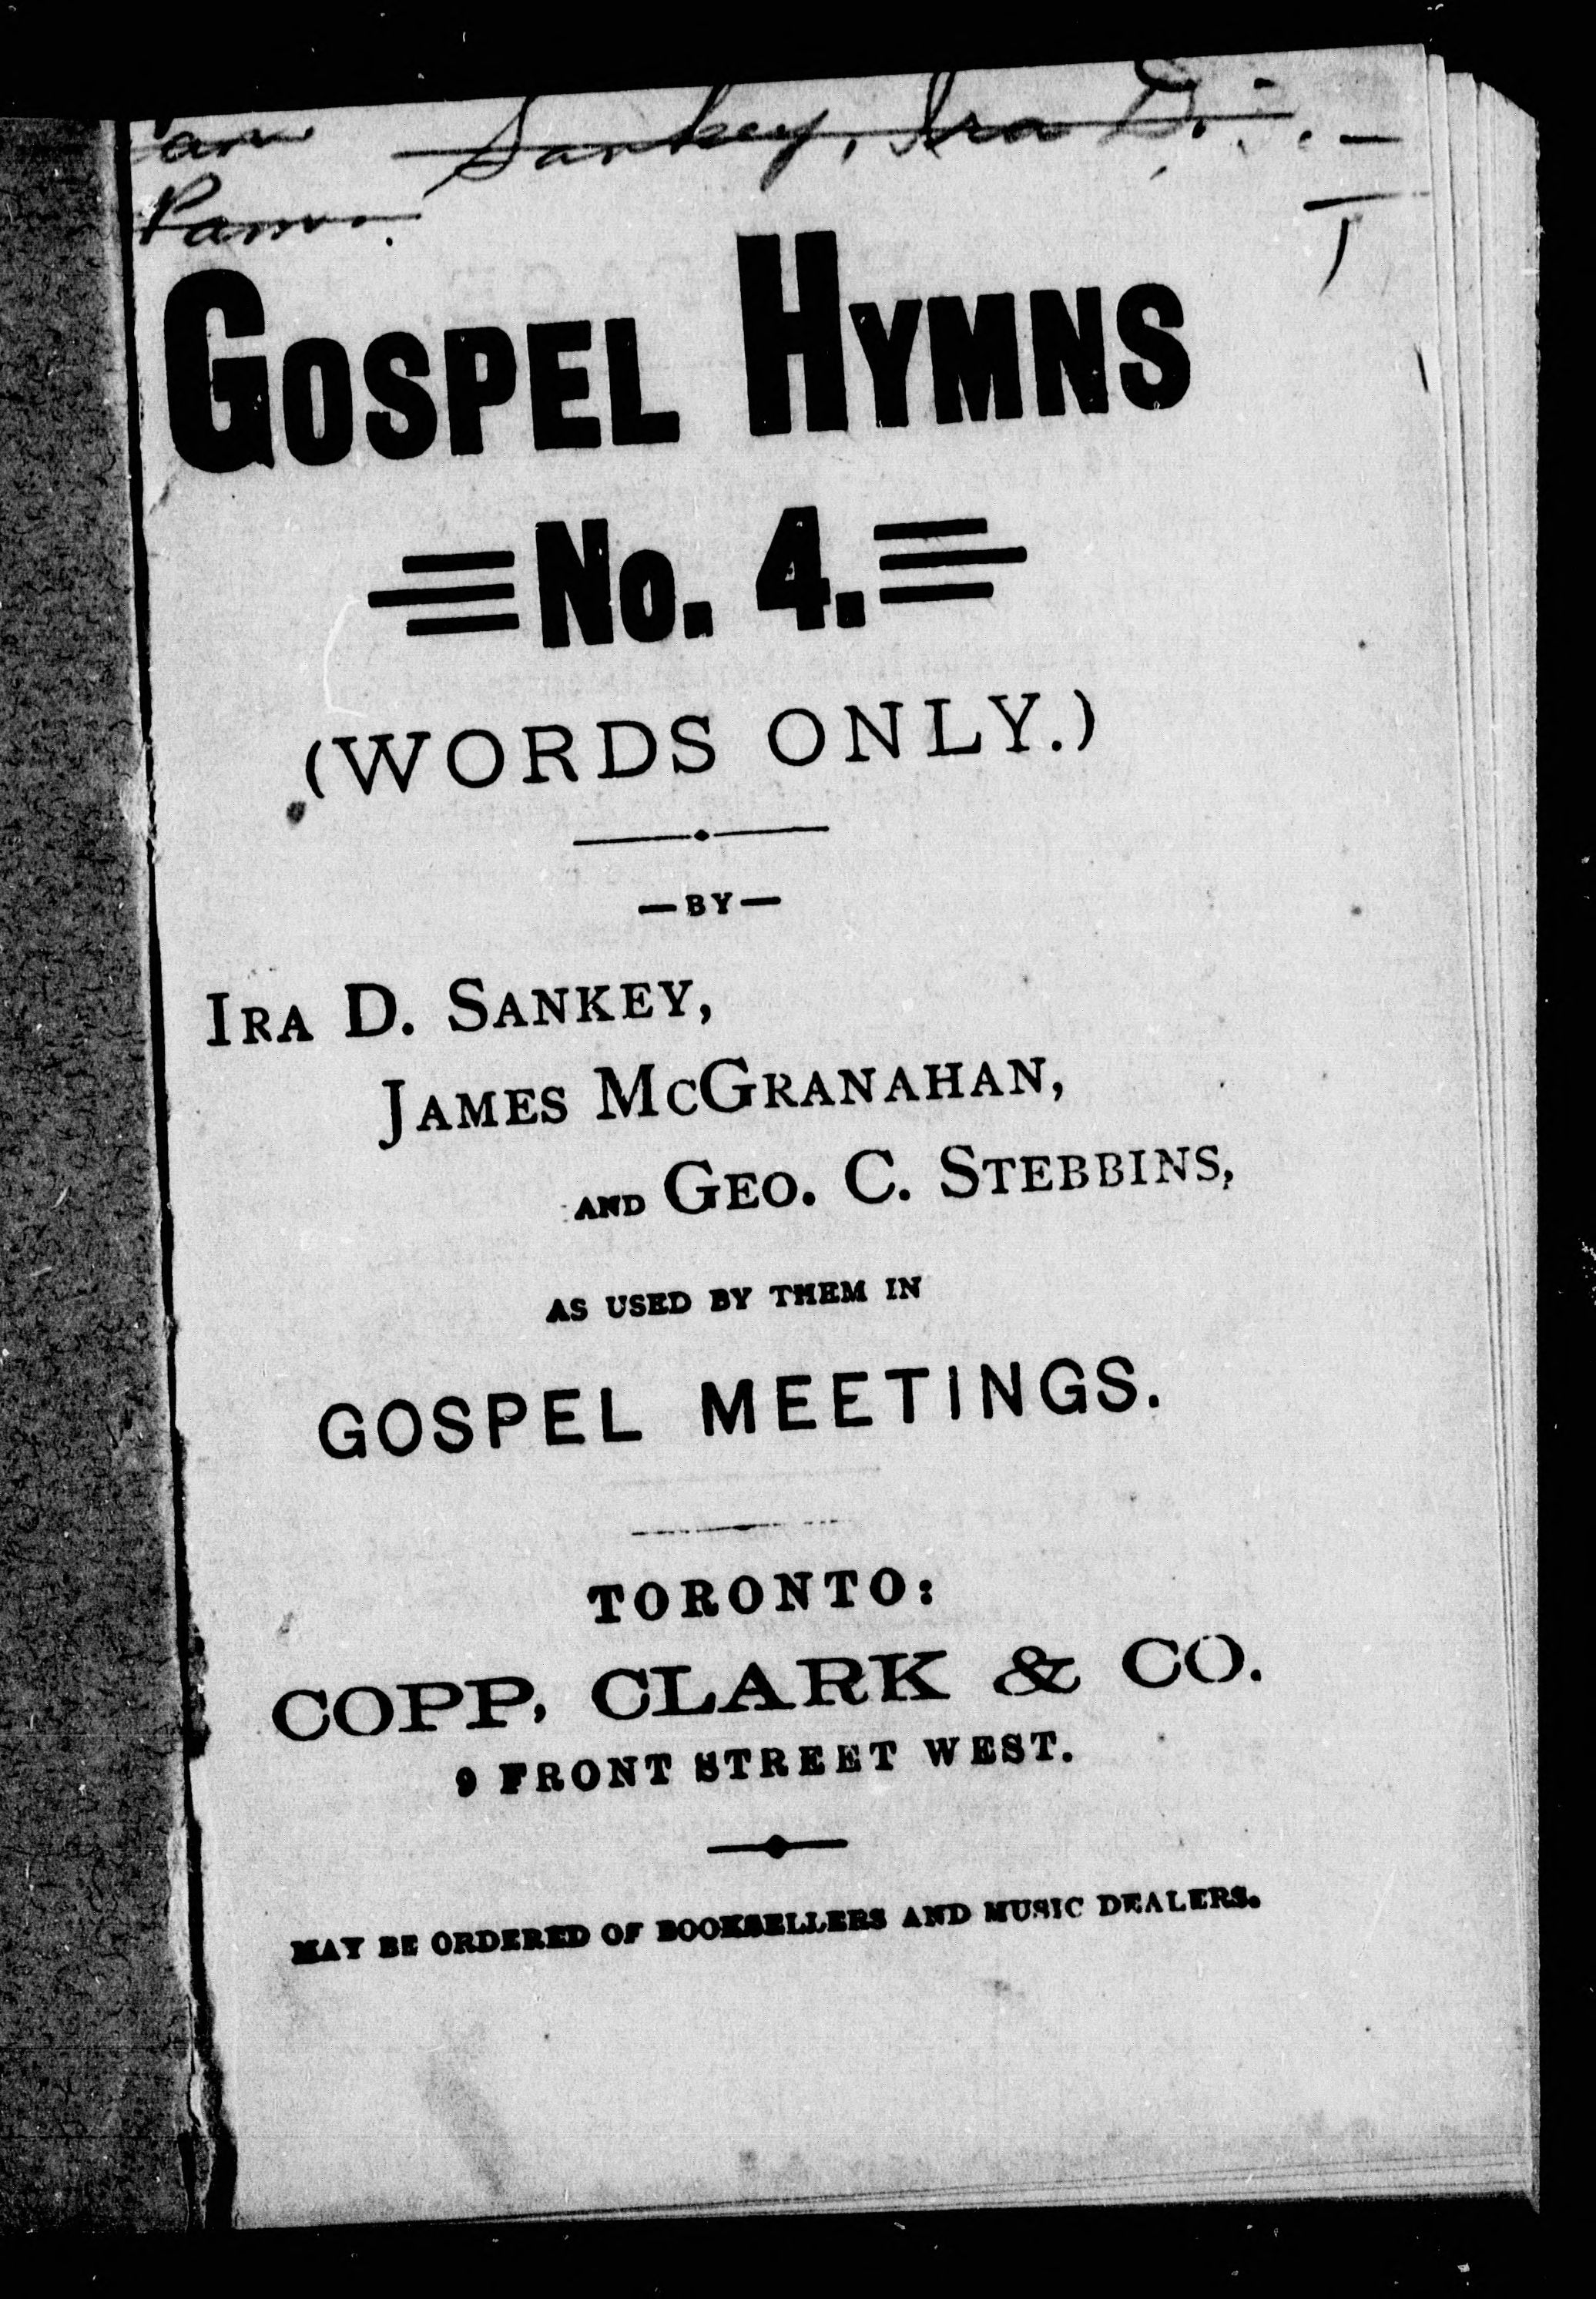 Sankey, Ira D.
Pam.
GOSPEL HYMNS
No. 4.
(WORDS ONLY.)
—BY—
IRA D. SANKEY,
JAMES McGRANAHAN,
AND GEO. C. STEBBINS,
AS USED BY THEM IN
GOSPEL MEETINGS.
TORONTO:
COPP, CLARK & CO.
9 FRONT STREET WEST.
MAY BE ORDERED OF BOOKSELLERS AND MUSIC DEALERS.